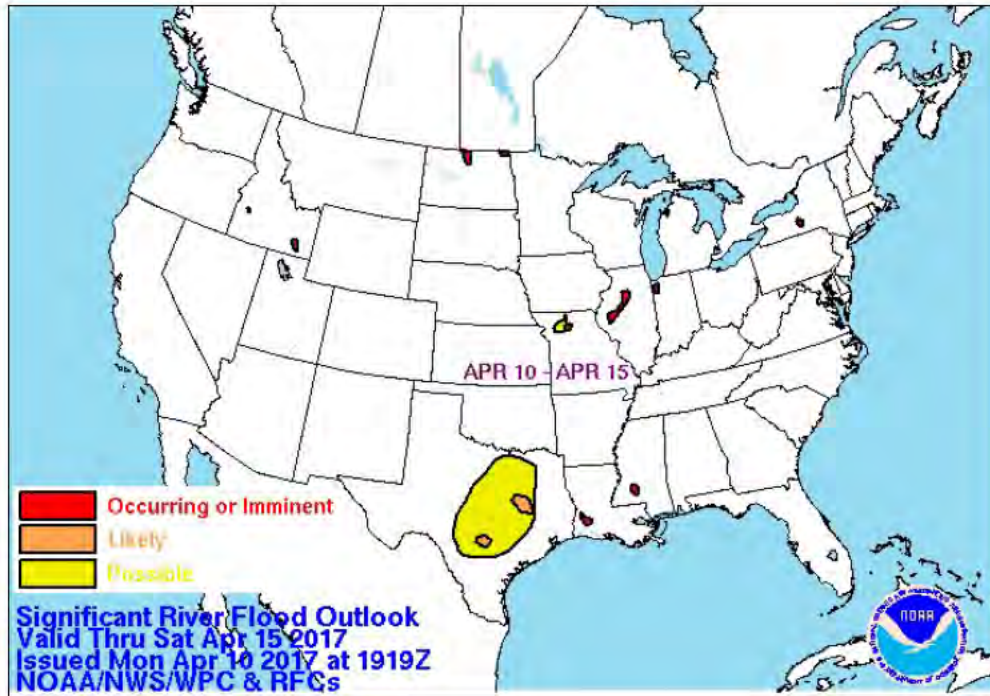 APR 10 - APR 15
Occurring or Imminent
Likely
Possible
Significant River Flood Outlook
Valid Thru Sat Apr 15 2017
Issued Mon Apr 10 2017 at 1919Z
NOAA/NWS/WPC & RFCs
NOAA